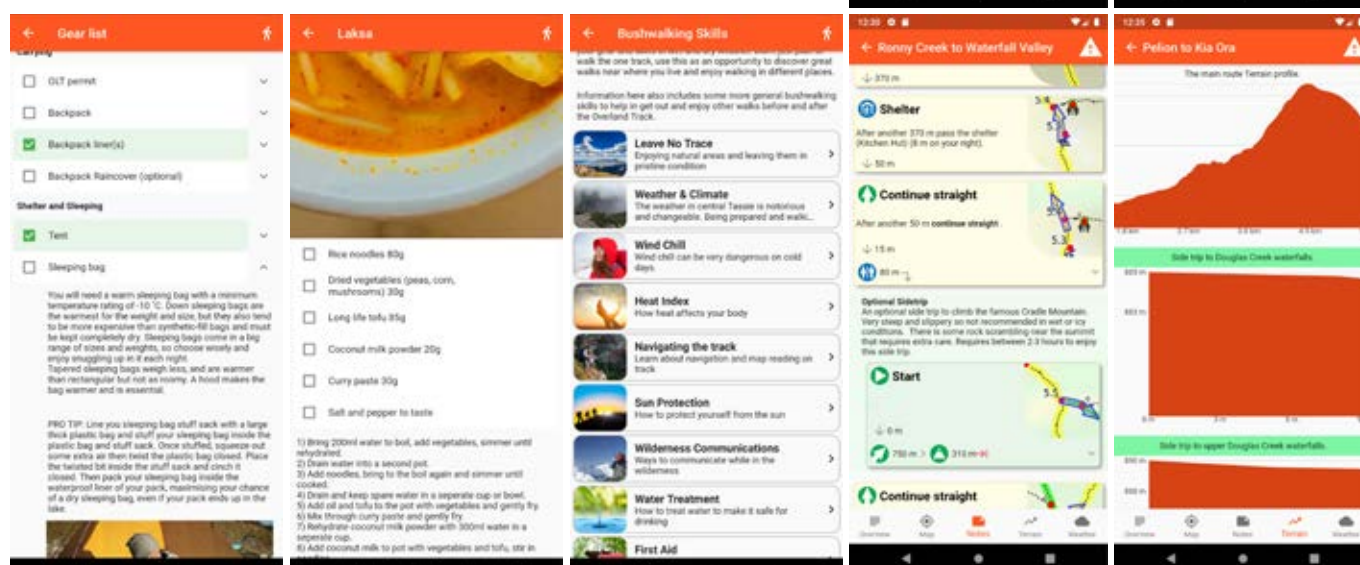 Gear list
Carrying
OLT permit
Backpack
Backpack liner(s)
Backpack Raincover (optional)
Shelter and Sleeping
Tent
Sleeping bag
You will need a warm sleeping bag with a minimum
temperature rating of -10 °C. Down sleeping bags are
the warmest for the weight and size, but they also tend
to be more expensive than synthetic-fill bags and must
be kept completely dry. Sleeping bags come in a big
range of sizes and weights, so choose wisely and
enjoy snuggling up in it each night.
Tapered sleeping bags weigh less, and are warmer
than rectangular but not as roomy. A hood makes the
bag warmer and is essential.
PRO TIP: Line you sleeping bag stuff sack with a large
thick plastic bag and stuff your sleeping bag inside the
plastic bag and stuff sack. Once stuffed, squeeze out
some extra air then twist the plastic bag closed. Place
the twisted bit inside the stuff sack and cinch it
closed. Then pack your sleeping bag inside the
waterproof liner of your pack, maximising your chance
of a dry sleeping bag, even if your pack ends up in the
lake.
Laksa
Rice noodles 80g
Dried vegetables (peas, corn,
mushrooms) 30g
Long life tofu 85g
Coconut milk powder 20g
Curry paste 30g
Salt and pepper to taste
1) Bring 200ml water to boil, add vegetables, simmer until
rehydrated.
2) Drain water into a second pot.
3) Add noodles, bring to the boil again and simmer until
cooked.
4) Drain and keep spare water in a seperate cup or bowl.
5) Add oil and tofu to the pot with vegetables and gently fry.
6) Mix through curry paste and gently fry.
7) Rehydrate coconut milk powder with 300ml water in a
seperate cup.
8) Add coconut milk to pot with vegetables and tofu, stir in
Bushwalking Skills
walk the one track, use this as an opportunity to discover great
walks near where you live and enjoy walking in different places.
Information here also includes some more general bushwalking
skills to help in get out and enjoy other walks before and after
the Overland Track.
Leave No Trace
Enjoying natural areas and leaving them in
pristine condition
Weather & Climate
The weather in central Tassie is notorious
and changeable. Being prepared and walki...
Wind Chill
Wind chill can be very dangerous on cold
days.
Heat Index
How heat affects your body
Navigating the track
Learn about navigation and map reading on
track
Sun Protection
How to protect yourself from the sun
Wilderness Communications
Ways to communicate while in the
wilderness
Water Treatment
How to treat water to make it safe for
drinking
First Aid
12:20
Ronny Creek to Waterfall Valley
370 m
Shelter
After another 370 m pass the shelter
(Kitchen Hut) (8 m on your right).
50 m
Continue straight
After another 50 m continue straight.
5.3
15 m
80 m
Optional Sidetrip
An optional side trip to climb the famous Cradle Mountain.
Very steep and slippery so not recommended in wet or icy
conditions. There is some rock scrambling near the summit
that requires extra care. Requires between 2-3 hours to enjoy
this side trip.
Start
5.5
0 m
750 m > 310 m
Continue straight
Overview Map Notes Terrain Weather
12:25
Pelion to Kia Ora
The main route Terrain profile.
Side trip to Douglas Creek waterfalls.
Side trip to upper Douglas Creek waterfalls.
Overview Map Notes Terrain Weather